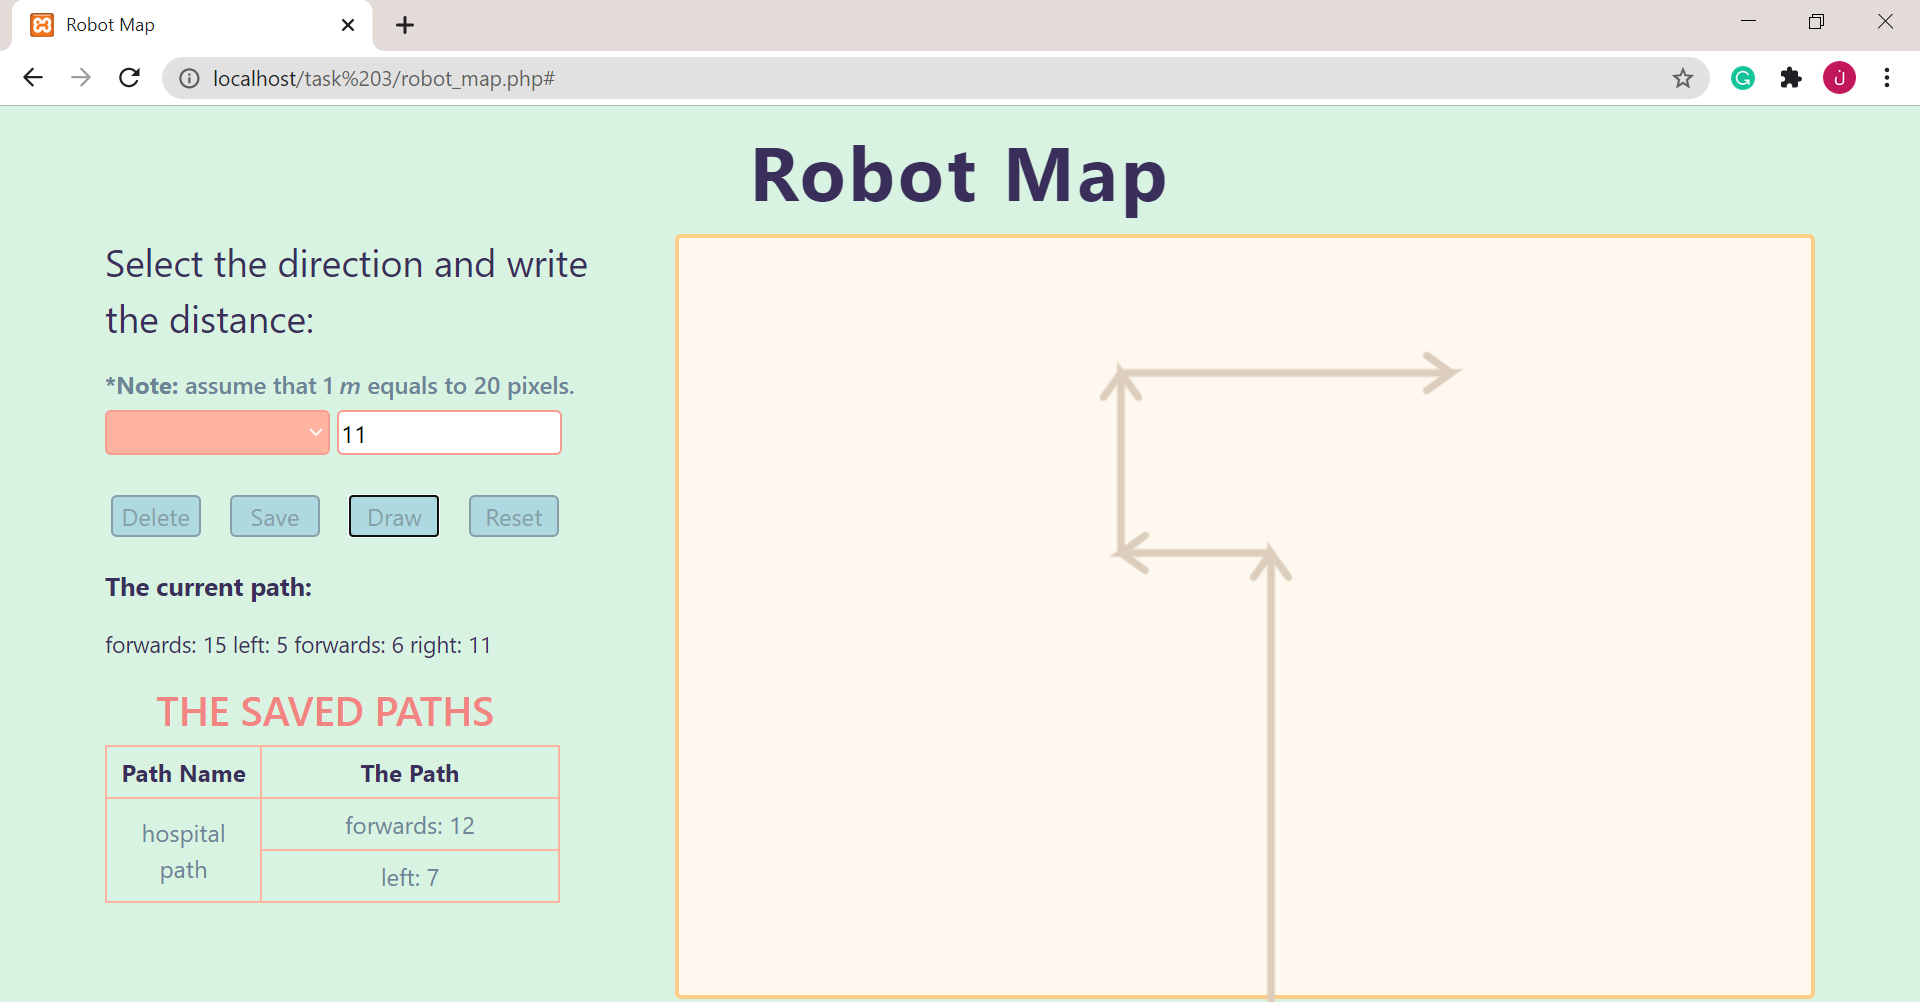 Robot Map
localhost/task%203/robot_map.php#
ن
Robot Map
Select the direction and write
the distance:
*Note: assume that 1 m equals to 20 pixels.
11
Delete Save Draw Reset
The current path:
forwards: 15 left: 5 forwards: 6 right: 11
THE SAVED PATHS
Path Name The Path
hospital
path
forwards: 12
left: 7